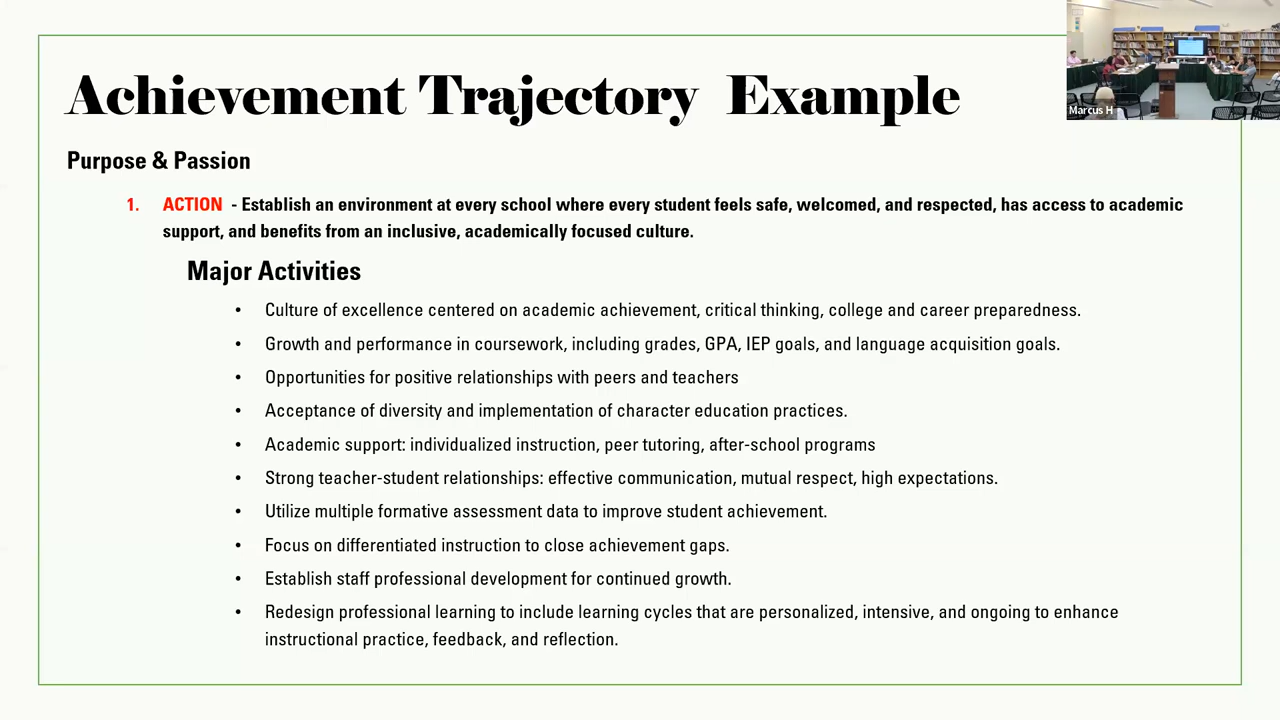 Achievement Trajectory Example
Marcus H
Purpose & Passion
1. ACTION - Establish an environment at every school where every student feels safe, welcomed, and respected, has access to academic
support, and benefits from an inclusive, academically focused culture.
Major Activities
• Culture of excellence centered on academic achievement, critical thinking, college and career preparedness.
• Growth and performance in coursework, including grades, GPA, IEP goals, and language acquisition goals.
• Opportunities for positive relationships with peers and teachers
• Acceptance of diversity and implementation of character education practices.
• Academic support: individualized instruction, peer tutoring, after-school programs
• Strong teacher-student relationships: effective communication, mutual respect, high expectations.
• Utilize multiple formative assessment data to improve student achievement.
• Focus on differentiated instruction to close achievement gaps.
• Establish staff professional development for continued growth.
• Redesign professional learning to include learning cycles that are personalized, intensive, and ongoing to enhance
instructional practice, feedback, and reflection.